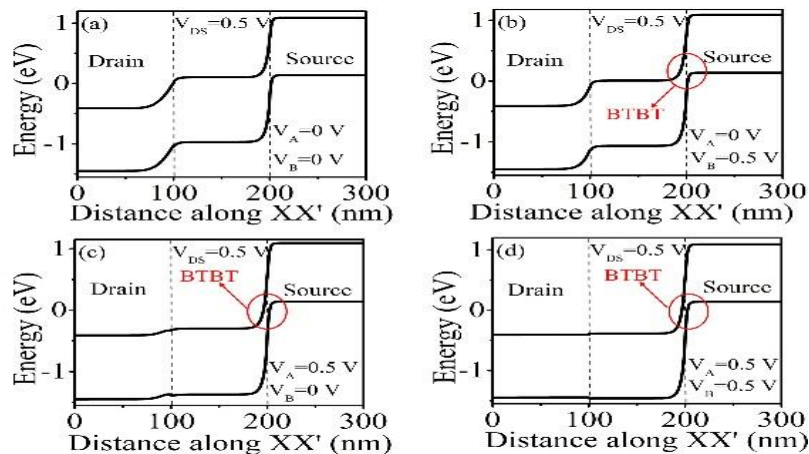 (a)
V_DS=0.5 V
Drain
Source
V_A=0 V
V_B=0 V
Energy (eV)
1
0
-1
0
100
200
300
Distance along XX' (nm)
(b)
V_DS=0.5 V
Drain
Source
BTBT
V_A=0 V
V_B=0.5 V
Energy (eV)
1
0
-1
0
100
200
300
Distance along XX' (nm)
(c)
V_DS=0.5 V
BTBT
Drain
Source
V_A=0.5 V
V_B=0 V
Energy (eV)
1
0
-1
0
100
200
300
Distance along XX' (nm)
(d)
V_DS=0.5 V
BTBT
Drain
Source
V_A=0.5 V
V_B=0.5 V
Energy (eV)
1
0
-1
0
100
200
300
Distance along XX' (nm)